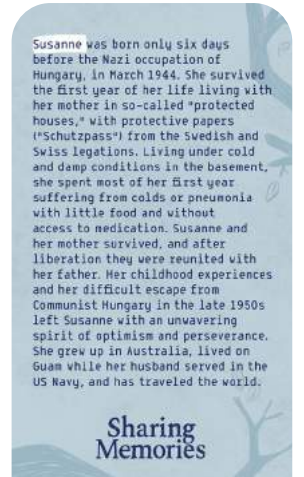 Susanne was born only six days
before the Nazi occupation of
Hungary, in March 1944. She survived
the first year of her life living with
her mother in so-called "protected
houses," with protective papers
("Schutzpass") from the Swedish and
Swiss legations. Living under cold
and damp conditions in the basement,
she spent most of her first year
suffering from colds or pneumonia
with little food and without
access to medication. Susanne and
her mother survived, and after
liberation they were reunited with
her father. Her childhood experiences
and her difficult escape from
Communist Hungary in the late 1950s
left Susanne with an unwavering
spirit of optimism and perseverance.
She grew up in Australia, lived on
Guam while her husband served in the
US Navy, and has traveled the world.
Sharing
Memories